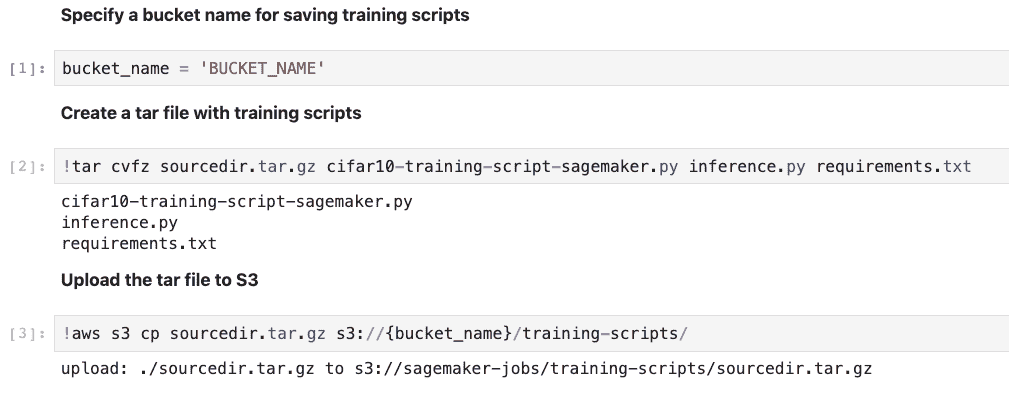 Specify a bucket name for saving training scripts
[1]: bucket_name = 'BUCKET_NAME'
Create a tar file with training scripts
[2]: !tar cvfz sourcedir.tar.gz cifar10-training-script-sagemaker.py inference.py requirements.txt
cifar10-training-script-sagemaker.py
inference.py
requirements.txt
Upload the tar file to S3
[3]: !aws s3 cp sourcedir.tar.gz s3://{bucket_name}/training-scripts/
upload: ./sourcedir.tar.gz to s3://sagemaker-jobs/training-scripts/sourcedir.tar.gz